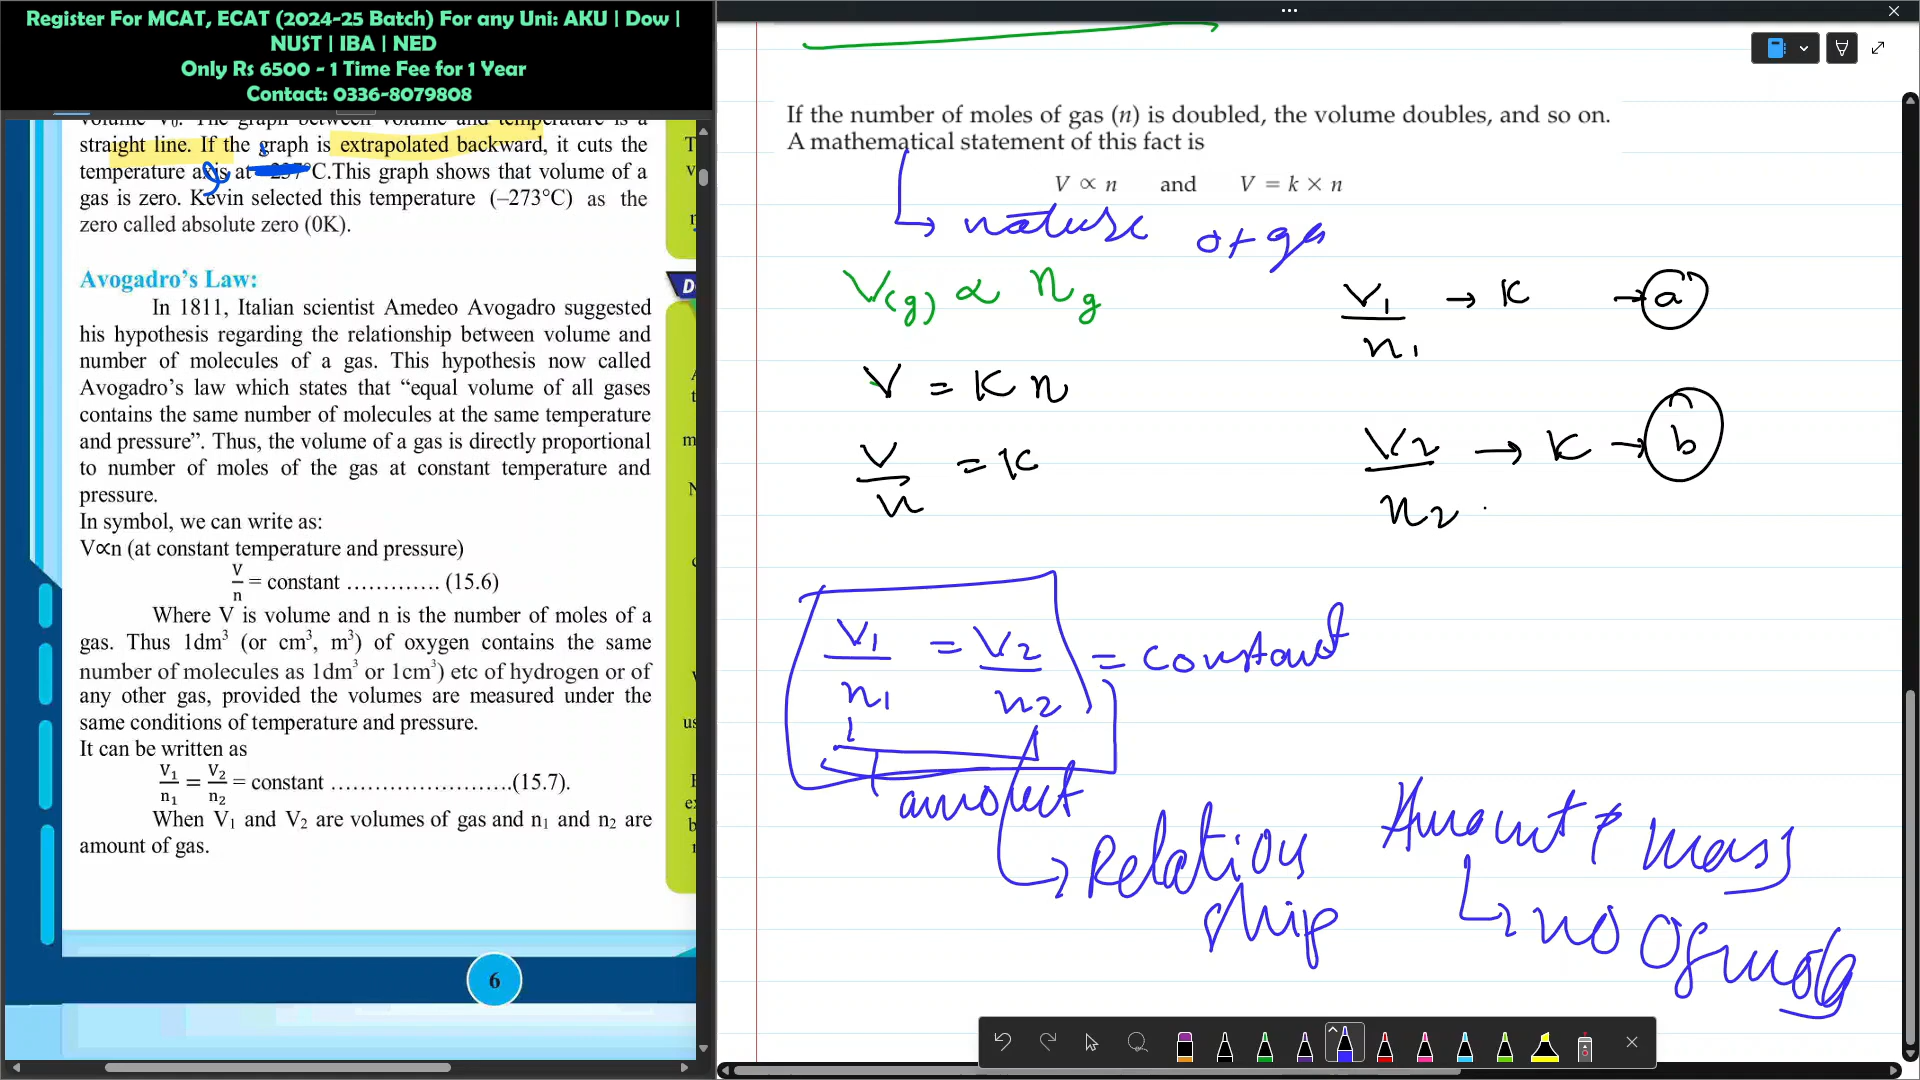 Register For MCAT, ECAT (2024-25 Batch) For any Uni: AKU | Dow |
NUST | IBA | NED
Only Rs 6500 - 1 Time Fee for 1 Year
Contact: 0336-8079808
volume V0. The graph between volume and temperature is a
straight line. If the graph is extrapolated backward, it cuts the
temperature axis at °C.This graph shows that volume of a
gas is zero. Kevin selected this temperature (–273°C) as the
zero called absolute zero (0K).
Avogadro's Law:
In 1811, Italian scientist Amedeo Avogadro suggested
his hypothesis regarding the relationship between volume and
number of molecules of a gas. This hypothesis now called
Avogadro's law which states that "equal volume of all gases
contains the same number of molecules at the same temperature
and pressure". Thus, the volume of a gas is directly proportional
to number of moles of the gas at constant temperature and
pressure.
In symbol, we can write as:
V∝n (at constant temperature and pressure)
V/n = constant …………. (15.6)
Where V is volume and n is the number of moles of a
gas. Thus 1dm³ (or cm³, m³) of oxygen contains the same
number of molecules as 1dm³ or 1cm³) etc of hydrogen or of
any other gas, provided the volumes are measured under the
same conditions of temperature and pressure.
It can be written as
V₁/n₁ = V₂/n₂ = constant …………………….(15.7).
When V₁ and V₂ are volumes of gas and n₁ and n₂ are
amount of gas.
6
If the number of moles of gas (n) is doubled, the volume doubles, and so on.
A mathematical statement of this fact is
V ∝ n and V = k × n
nature of gas
V(g) ∝ ng
V = K n
V/n = K
V1/n1 → K → a
V2/n2 → K → b
V1/n1 = V2/n2 = constant
amount
Relation
ship
Amount ≠ mass
no of mole